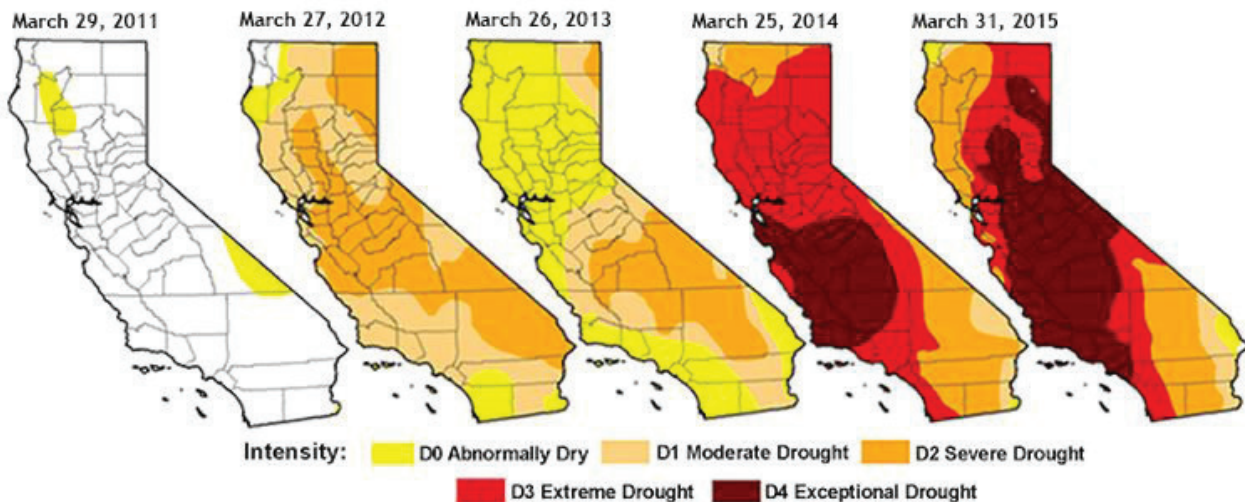 March 29, 2011
March 27, 2012
March 26, 2013
March 25, 2014
March 31, 2015
Intensity:
D0 Abnormally Dry
D1 Moderate Drought
D2 Severe Drought
D3 Extreme Drought
D4 Exceptional Drought